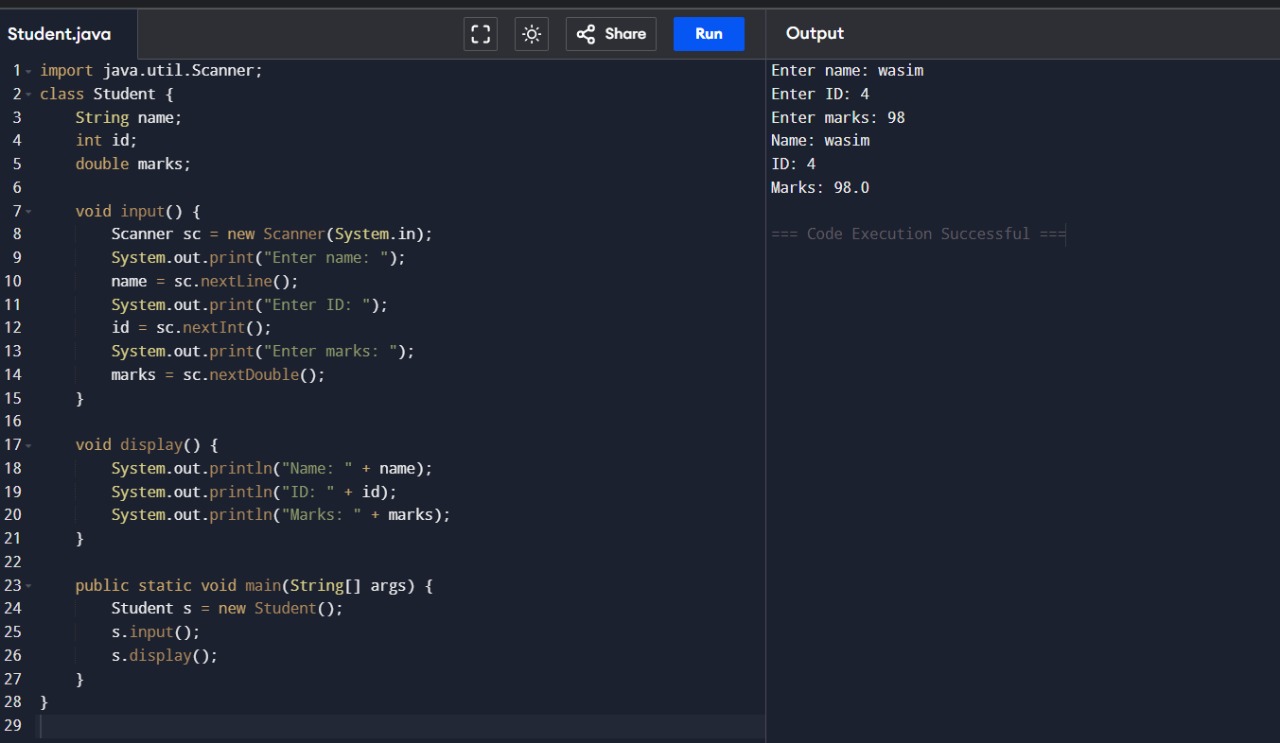 Student.java
Share
Run
Output
1 import java.util.Scanner;
2 class Student {
3     String name;
4     int id;
5     double marks;
6
7     void input() {
8         Scanner sc = new Scanner(System.in);
9         System.out.print("Enter name: ");
10         name = sc.nextLine();
11         System.out.print("Enter ID: ");
12         id = sc.nextInt();
13         System.out.print("Enter marks: ");
14         marks = sc.nextDouble();
15     }
16
17     void display() {
18         System.out.println("Name: " + name);
19         System.out.println("ID: " + id);
20         System.out.println("Marks: " + marks);
21     }
22
23     public static void main(String[] args) {
24         Student s = new Student();
25         s.input();
26         s.display();
27     }
28 }
29
Enter name: wasim
Enter ID: 4
Enter marks: 98
Name: wasim
ID: 4
Marks: 98.0
=== Code Execution Successful ===